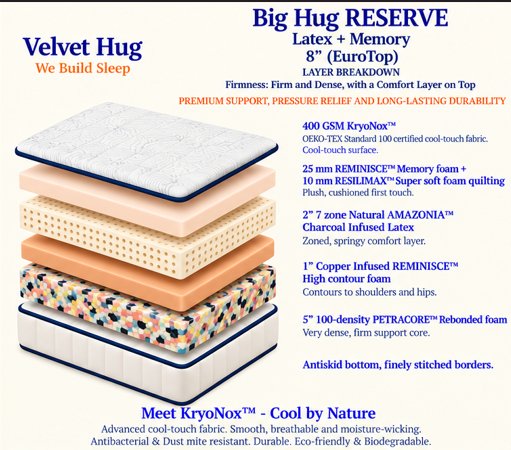 Velvet Hug
We Build Sleep
Big Hug RESERVE
Latex + Memory
8” (EuroTop)
LAYER BREAKDOWN
Firmness: Firm and Dense, with a Comfort Layer on Top
PREMIUM SUPPORT, PRESSURE RELIEF AND LONG-LASTING DURABILITY
400 GSM KryoNox™
OEKO-TEX Standard 100 certified cool-touch fabric.
Cool-touch surface.
25 mm REMINISCE™ Memory foam +
10 mm RESILIMAX™ Super soft foam quilting
Plush, cushioned first touch.
2” 7 zone Natural AMAZONIA™
Charcoal Infused Latex
Zoned, springy comfort layer.
1” Copper Infused REMINISCE™
High contour foam
Contours to shoulders and hips.
5” 100-density PETRACORE™ Rebonded foam
Very dense, firm support core.
Antiskid bottom, finely stitched borders.
Meet KryoNox™ - Cool by Nature
Advanced cool-touch fabric. Smooth, breathable and moisture-wicking.
Antibacterial & Dust mite resistant. Durable. Eco-friendly & Biodegradable.